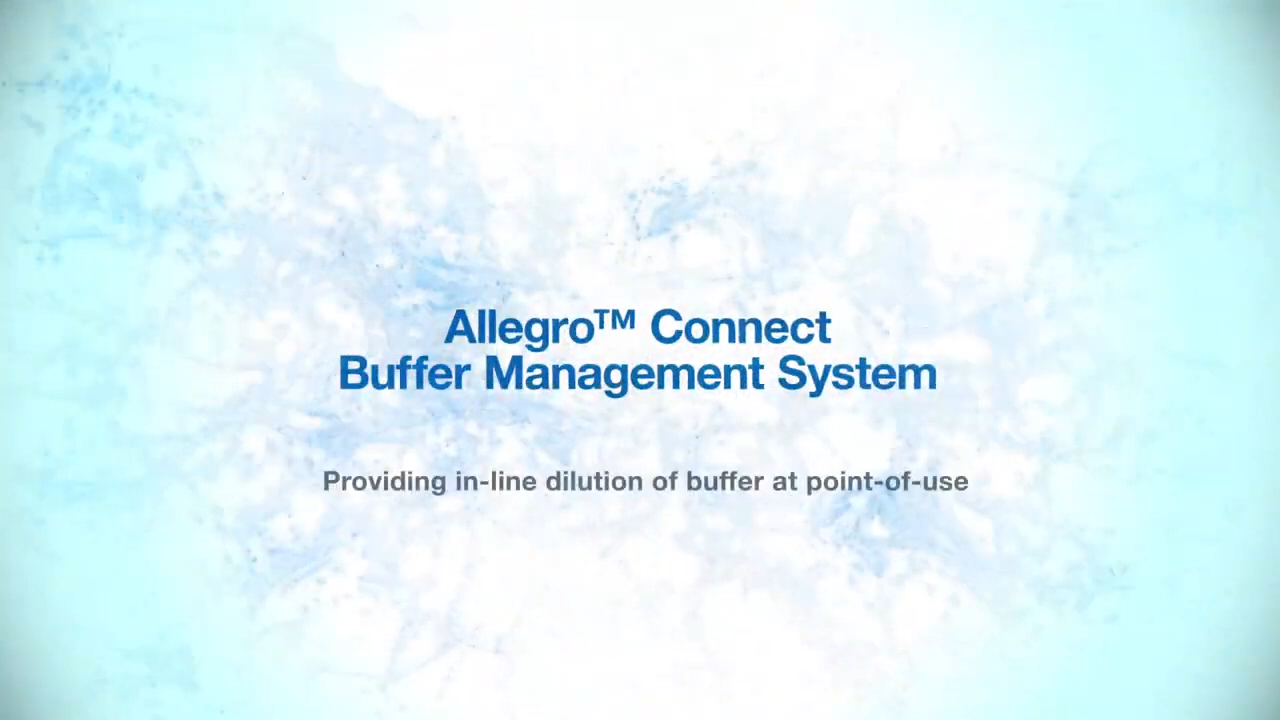 Allegro™ Connect
Buffer Management System
Providing in-line dilution of buffer at point-of-use